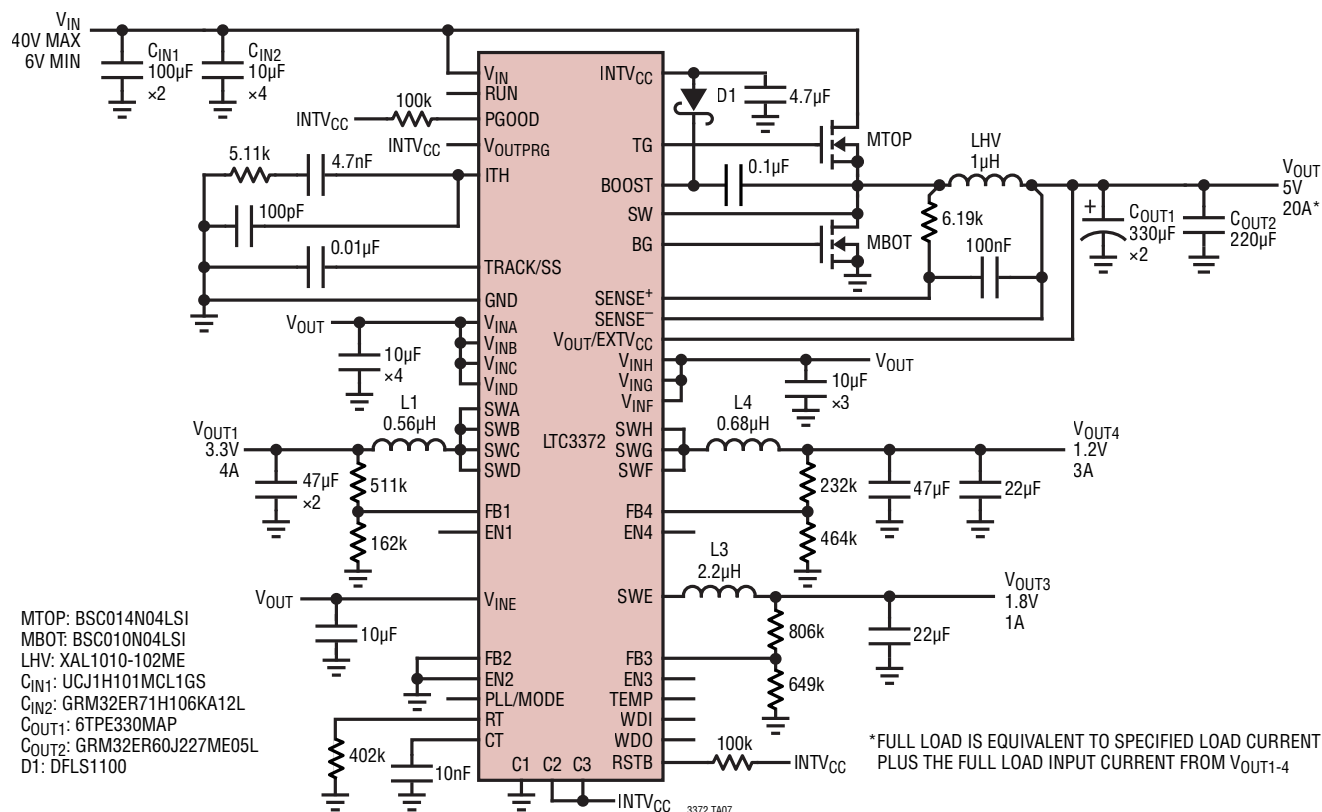 VIN
40V MAX
6V MIN
CIN1
100µF
×2
CIN2
10µF
×4
VIN
RUN
100k
INTVCC
PGOOD
INTVCC
VOUTPRG
5.11k
4.7nF
ITH
100pF
0.01µF
TRACK/SS
GND
VOUT
VINA
VINB
VINC
VIND
10µF
×4
L1
0.56µH
SWA
SWB
SWC
SWD
VOUT1
3.3V
4A
47µF
×2
511k
FB1
EN1
162k
VOUT
VINE
10µF
FB2
EN2
PLL/MODE
RT
CT
402k
10nF
LTC3372
C1
C2
C3
INTVCC
INTVCC
D1
4.7µF
TG
MTOP
BOOST
0.1µF
SW
BG
MBOT
LHV
1µH
6.19k
100nF
VOUT
5V
20A*
+
COUT1
330µF
×2
COUT2
220µF
SENSE+
SENSE–
VOUT/EXTVCC
VINH
VING
VINF
VOUT
10µF
×3
L4
0.68µH
SWH
SWG
SWF
VOUT4
1.2V
3A
232k
47µF
22µF
FB4
EN4
464k
L3
2.2µH
SWE
VOUT3
1.8V
1A
806k
22µF
FB3
EN3
649k
TEMP
WDI
WDO
RSTB
100k
INTVCC
MTOP: BSC014N04LSI
MBOT: BSC010N04LSI
LHV: XAL1010-102ME
CIN1: UCJ1H101MCL1GS
CIN2: GRM32ER71H106KA12L
COUT1: 6TPE330MAP
COUT2: GRM32ER60J227ME05L
D1: DFLS1100
*FULL LOAD IS EQUIVALENT TO SPECIFIED LOAD CURRENT
PLUS THE FULL LOAD INPUT CURRENT FROM VOUT1-4
3372 TA07